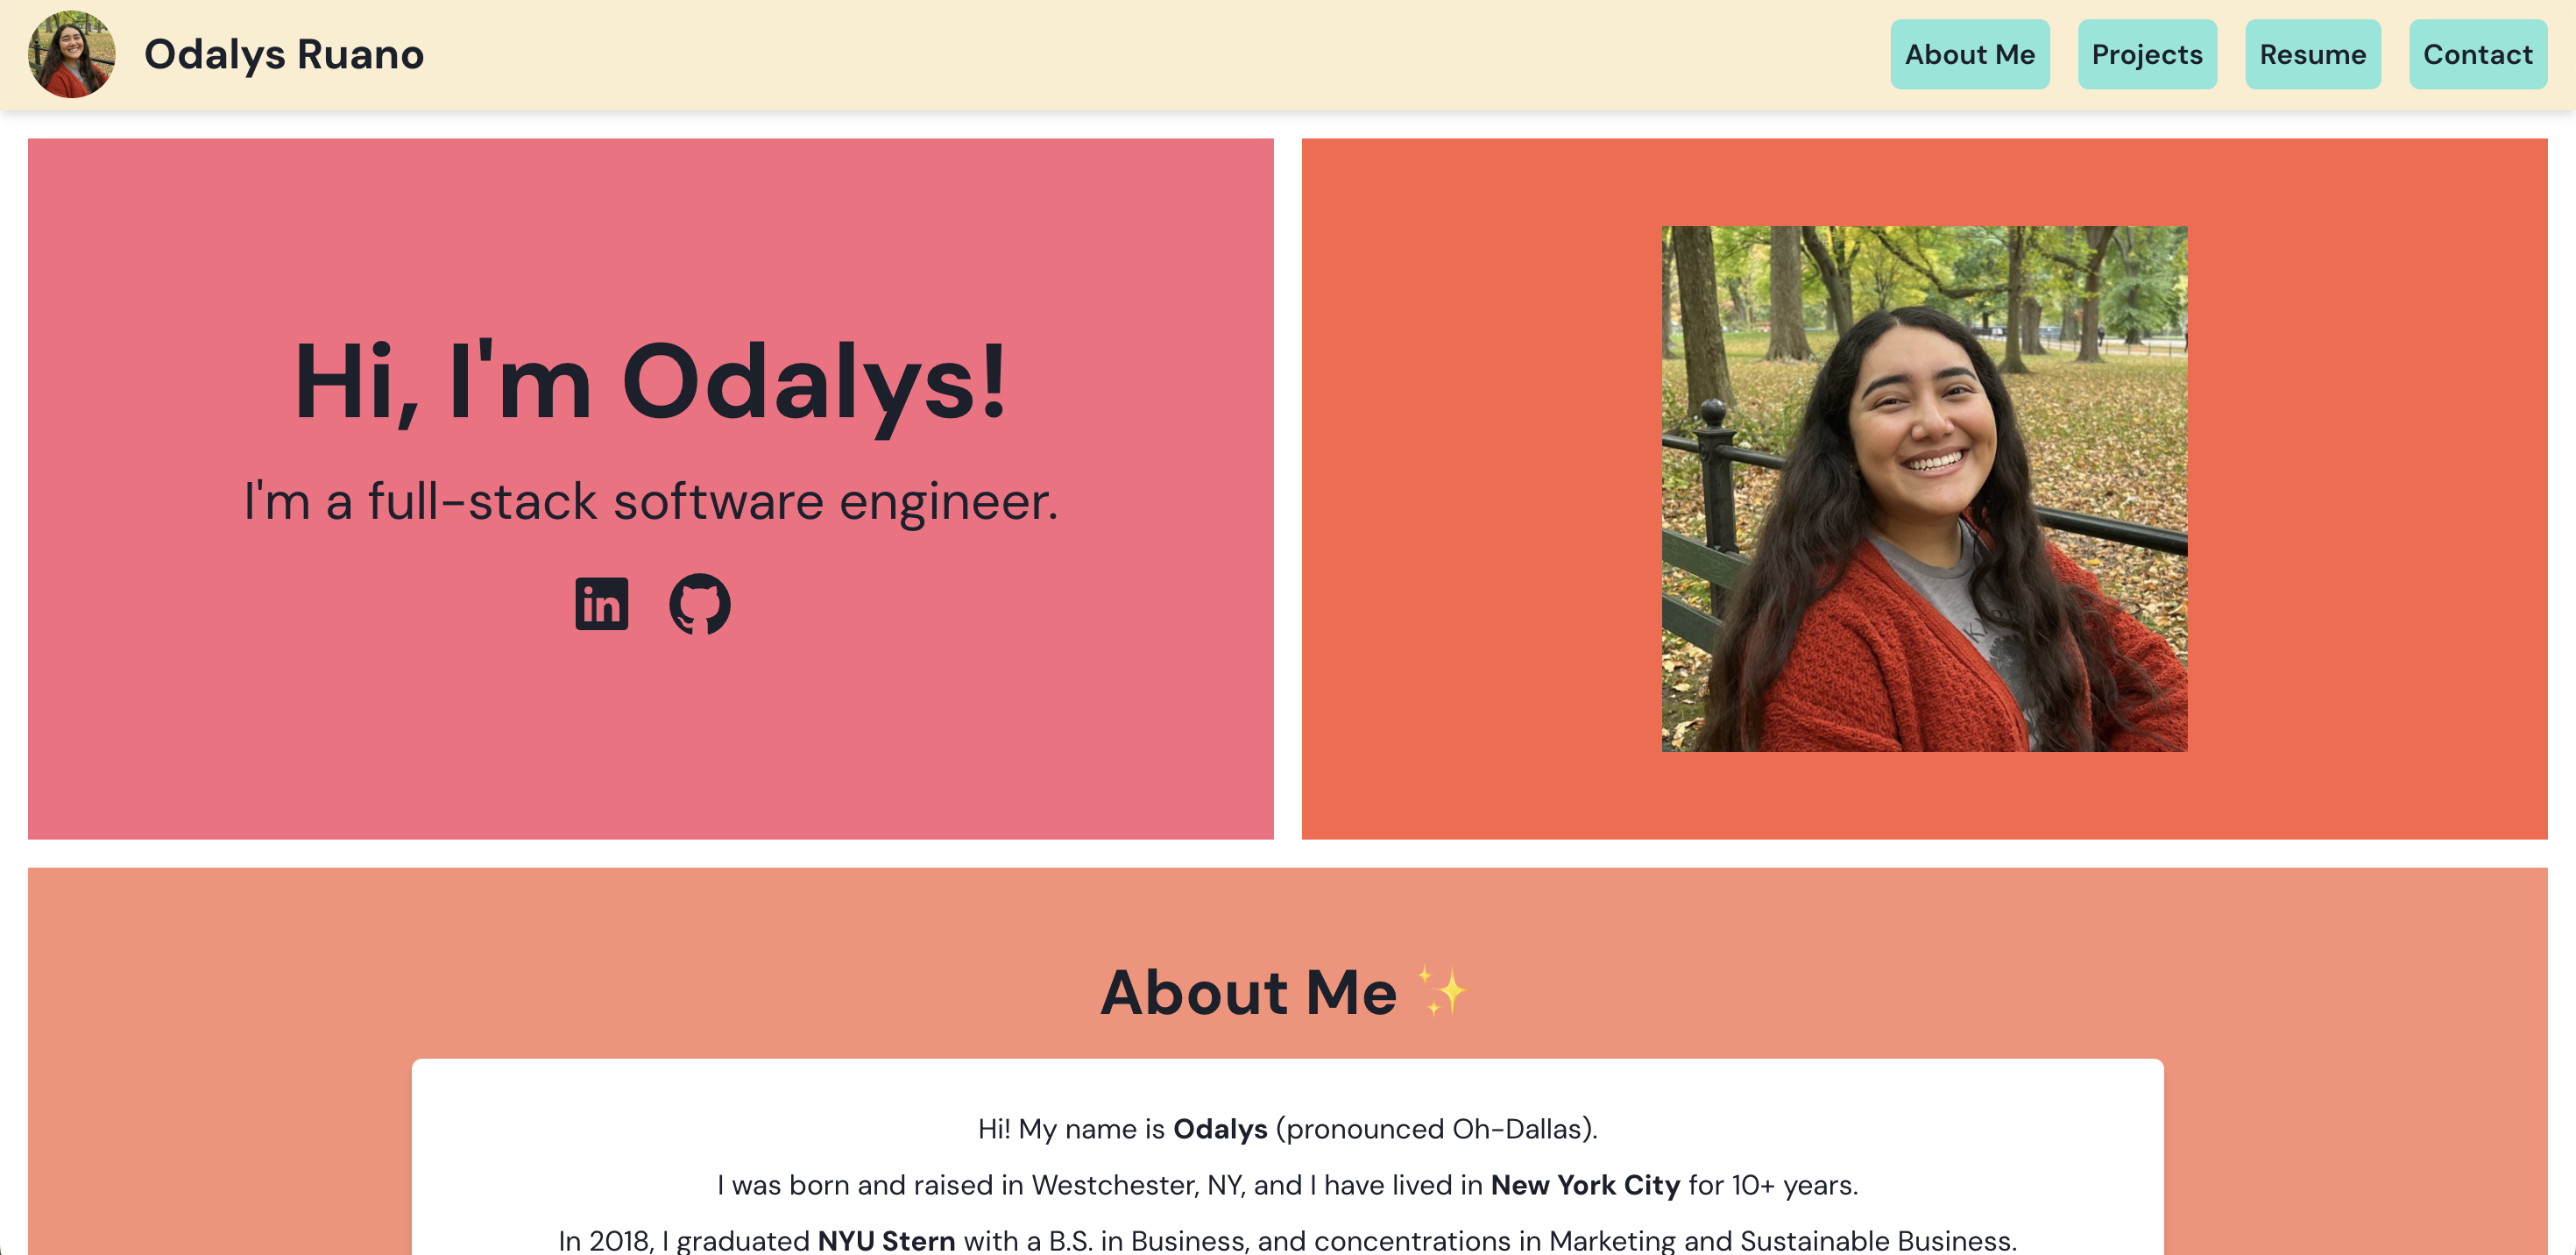 Odalys Ruano
About Me
Projects
Resume
Contact
Hi, I'm Odalys!
I'm a full-stack software engineer.
in
About Me ✨
Hi! My name is Odalys (pronounced Oh-Dallas).
I was born and raised in Westchester, NY, and I have lived in New York City for 10+ years.
In 2018, I graduated NYU Stern with a B.S. in Business, and concentrations in Marketing and Sustainable Business.